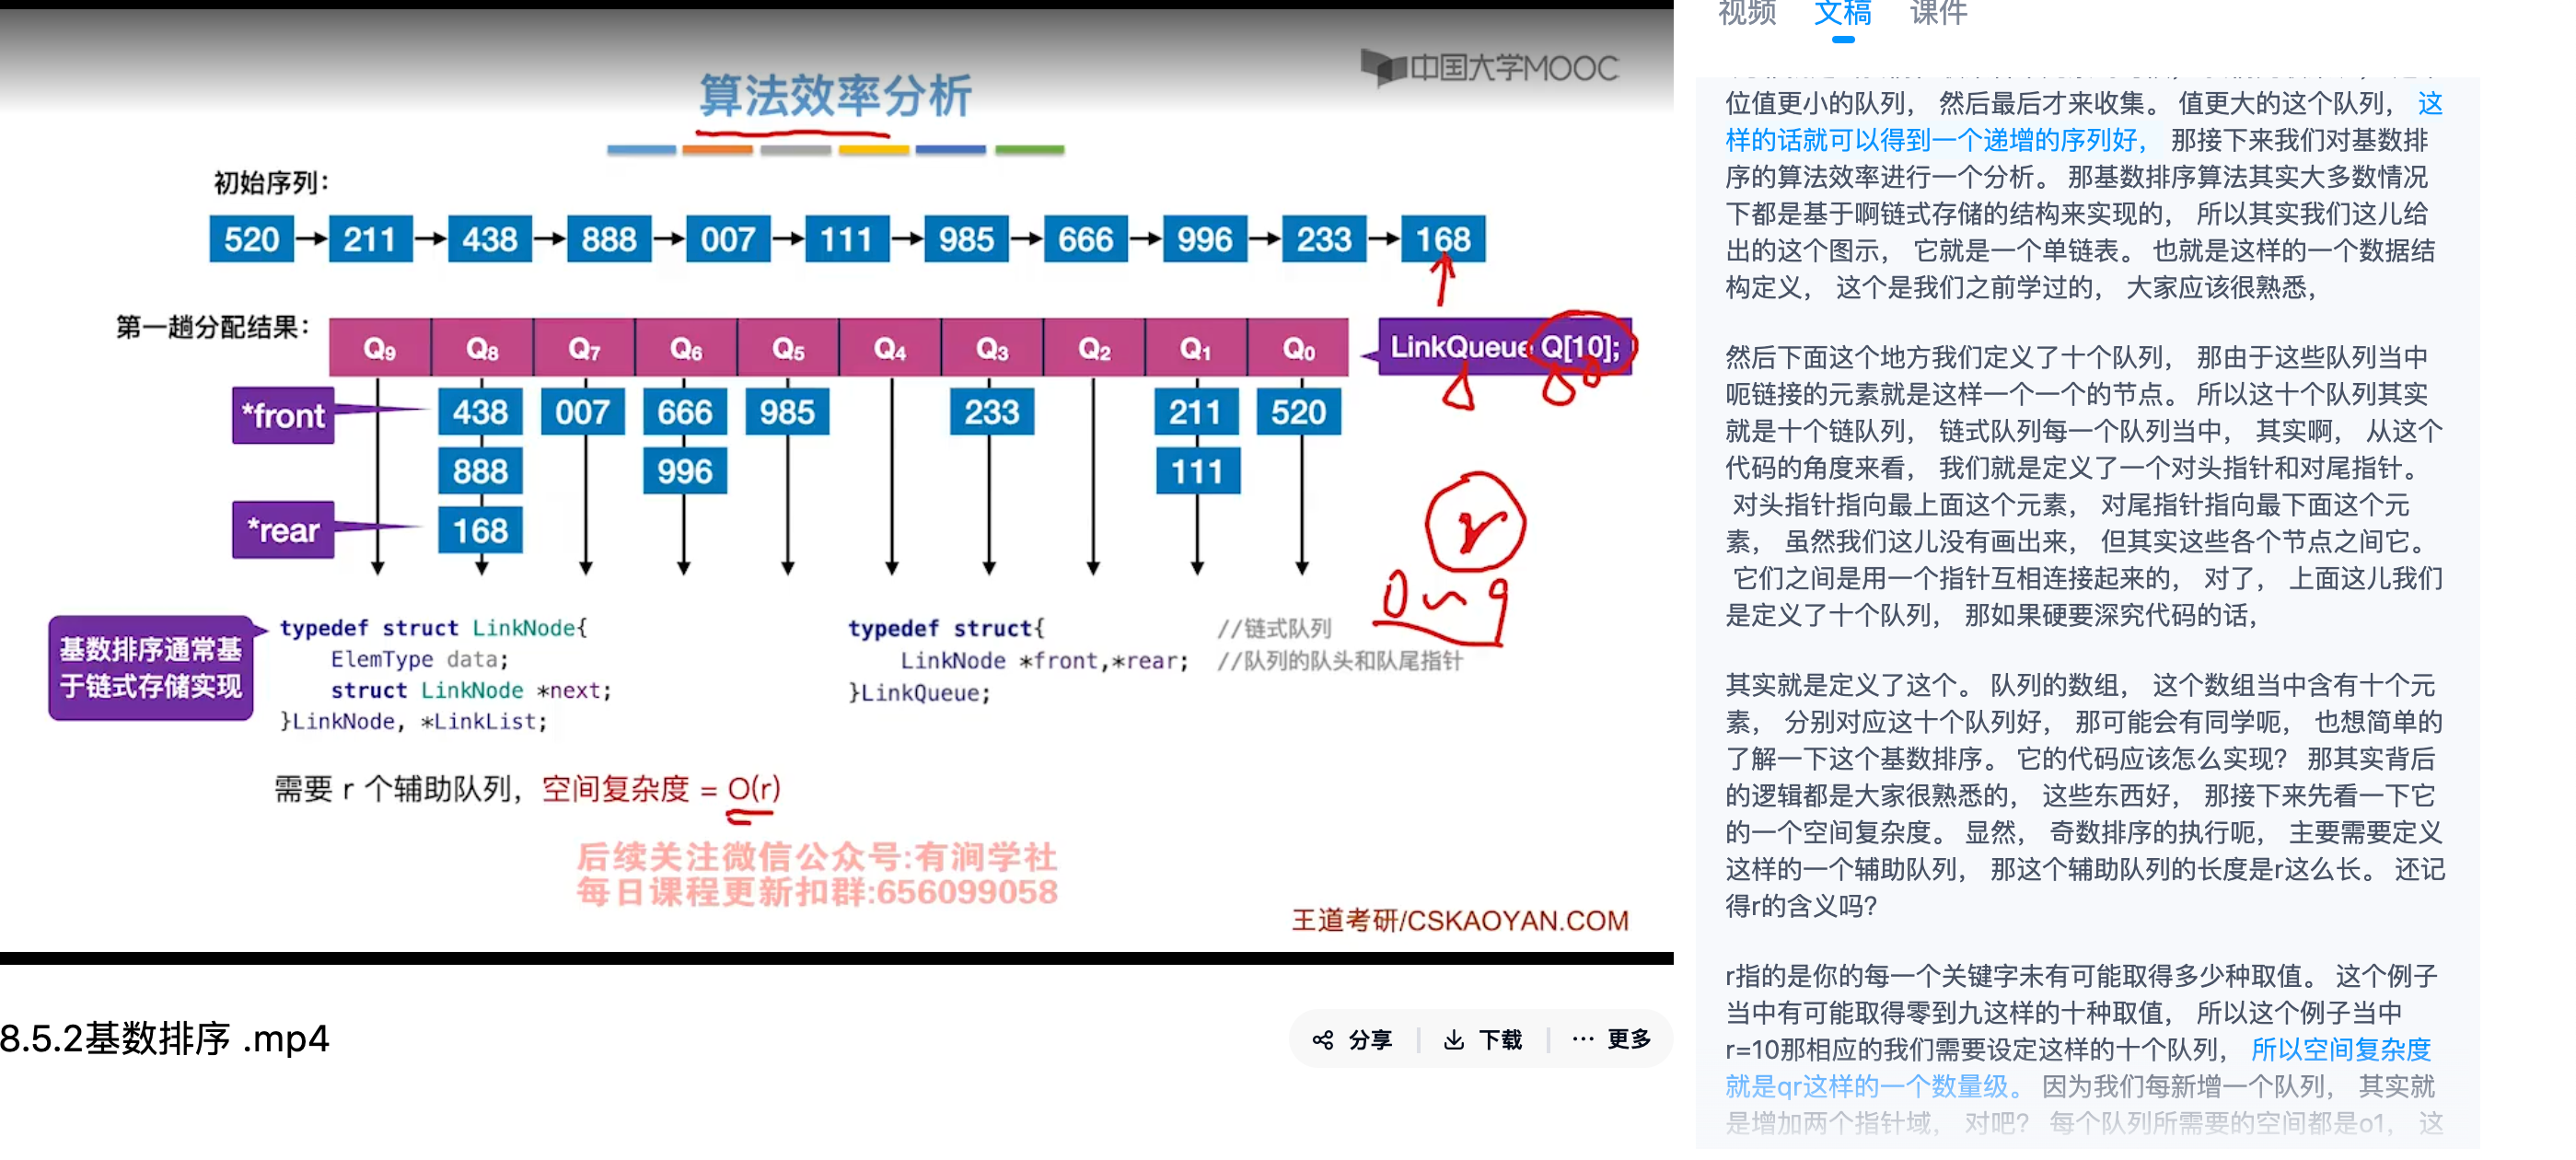 中国大学MOOC
算法效率分析
初始序列:
520 211 438 888 007 111 985 666 996 233 168
第一趟分配结果:
Q9 Q8 Q7 Q6 Q5 Q4 Q3 Q2 Q1 Q0
LinkQueue Q[10];
*front
438 007 666 985 233 211 520
888 996 111
*rear
168
r
0~9
基数排序通常基
于链式存储实现
typedef struct LinkNode{
ElemType data;
struct LinkNode *next;
}LinkNode, *LinkList;
typedef struct{ //链式队列
LinkNode *front,*rear; //队列的队头和队尾指针
}LinkQueue;
需要 r 个辅助队列，空间复杂度 = O(r)
后续关注微信公众号:有涧学社
每日课程更新扣群:656099058
王道考研/CSKAOYAN.COM
8.5.2基数排序 .mp4
分享 下载 更多
视频 文稿 课件
位值更小的队列， 然后最后才来收集。 值更大的这个队列， 这
样的话就可以得到一个递增的序列好， 那接下来我们对基数排
序的算法效率进行一个分析。 那基数排序算法其实大多数情况
下都是基于啊链式存储的结构来实现的， 所以其实我们这儿给
出的这个图示， 它就是一个单链表。 也就是这样的一个数据结
构定义， 这个是我们之前学过的， 大家应该很熟悉，
然后下面这个地方我们定义了十个队列， 那由于这些队列当中
呃链接的元素就是这样一个一个的节点。 所以这十个队列其实
就是十个链队列， 链式队列每一个队列当中， 其实啊， 从这个
代码的角度来看， 我们就是定义了一个对头指针和对尾指针。
对头指针指向最上面这个元素， 对尾指针指向最下面这个元
素， 虽然我们这儿没有画出来， 但其实这些各个节点之间它。
它们之间是用一个指针互相连接起来的， 对了， 上面这儿我们
是定义了十个队列， 那如果硬要深究代码的话，
其实就是定义了这个。 队列的数组， 这个数组当中含有十个元
素， 分别对应这十个队列好， 那可能会有同学呃， 也想简单的
了解一下这个基数排序。 它的代码应该怎么实现？ 那其实背后
的逻辑都是大家很熟悉的， 这些东西好， 那接下来先看一下它
的一个空间复杂度。 显然， 奇数排序的执行呃， 主要需要定义
这样的一个辅助队列， 那这个辅助队列的长度是r这么长。 还记
得r的含义吗？
r指的是你的每一个关键字未有可能取得多少种取值。 这个例子
当中有可能取得零到九这样的十种取值， 所以这个例子当中
r=10那相应的我们需要设定这样的十个队列， 所以空间复杂度
就是qr这样的一个数量级。 因为我们每新增一个队列， 其实就
是增加两个指针域， 对吧？ 每个队列所需要的空间都是o1， 这